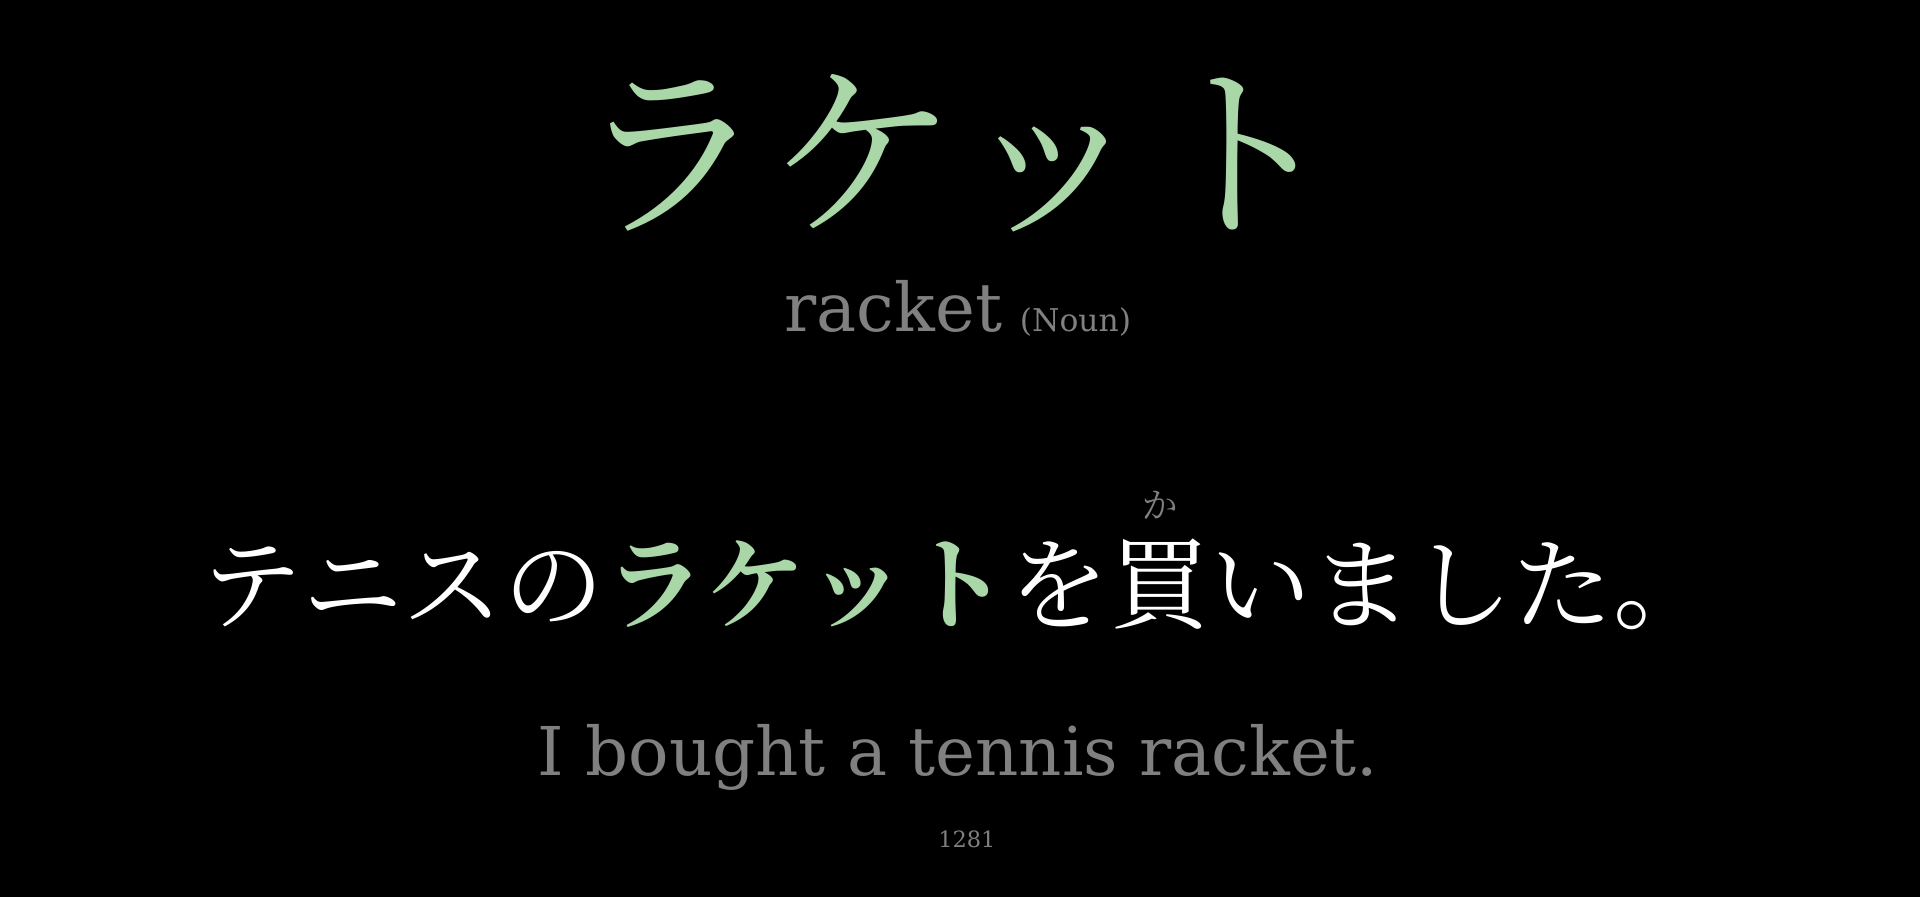 ラケット
racket (Noun)
か
テニスのラケットを買いました。
I bought a tennis racket.
1281